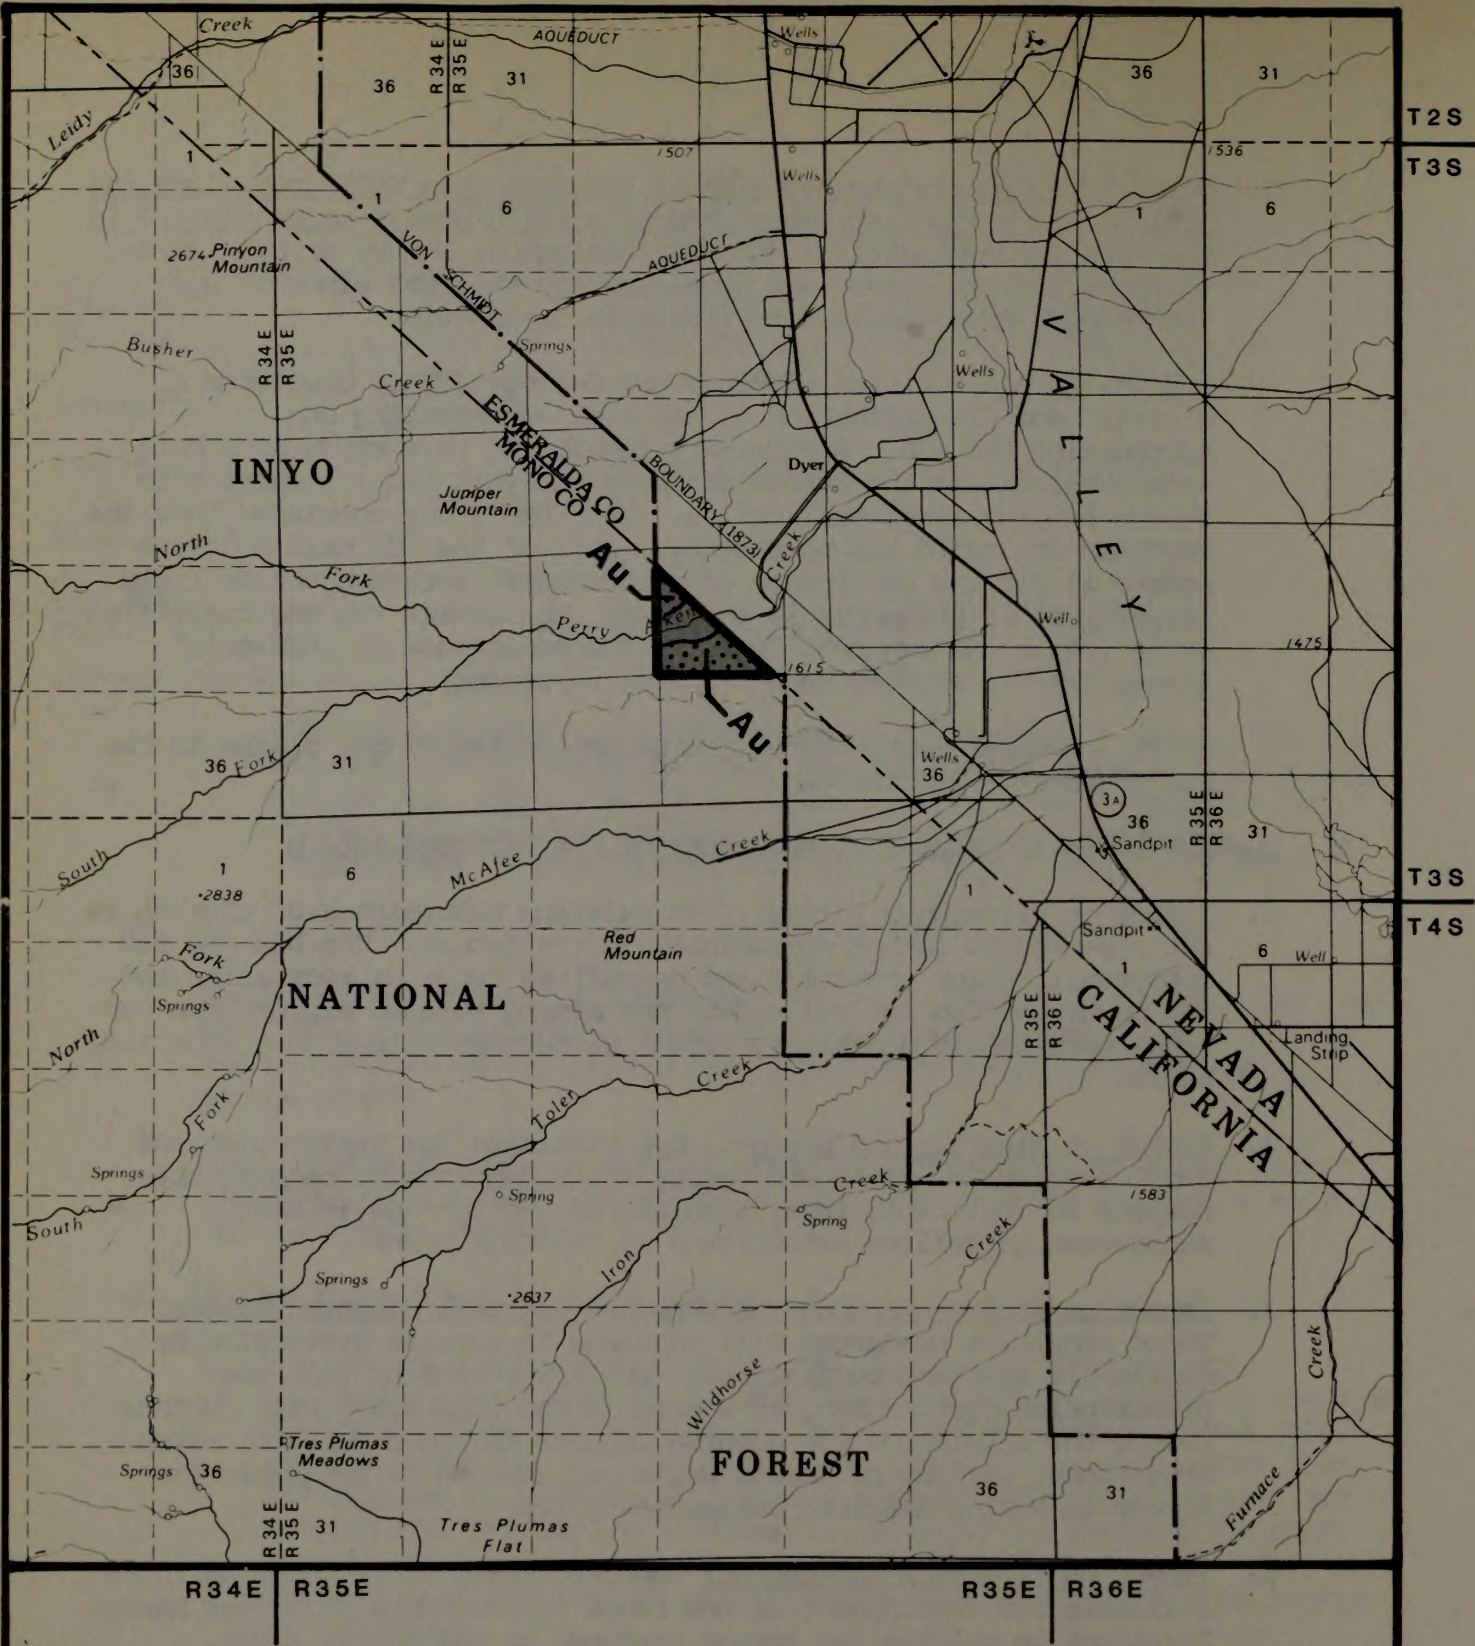 Creek
AQUEDUCT
Wells
36
36
R 34 E
R 35 E
31
36
31
T2S
Leidy
1
1507
1536
T3S
Wells
1
6
1
6
2674 Pinyon
Mountain
VON SCHMIDT
AQUEDUCT
Busher
R 34 E
R 35 E
Springs
Creek
Wells
VALLEY
ESMERALDA CO
MONO CO
INYO
Juniper
Mountain
BOUNDARY (1873)
Dyer
North
Fork
Au
Creek
Perry
Aiken
Well
1475
1615
Au
36
Fork
31
Wells
36
3A
36
R 35 E
R 36 E
31
Sandpit
South
1
2838
6
McAfee
Creek
1
T3S
T4S
Red
Mountain
Sandpit
6
Well
Fork
Springs
NATIONAL
1
R 35 E
R 36 E
NEVADA
CALIFORNIA
North
Landing
Strip
Fork
Toler
Creek
Springs
Spring
Creek
1583
South
Spring
Creek
Springs
Iron
2637
Creek
Wildhorse
Tres Plumas
Meadows
FOREST
Springs
36
36
31
Furnace
R 34 E
R 35 E
31
Tres Plumas
Flat
R34E
R35E
R35E
R36E